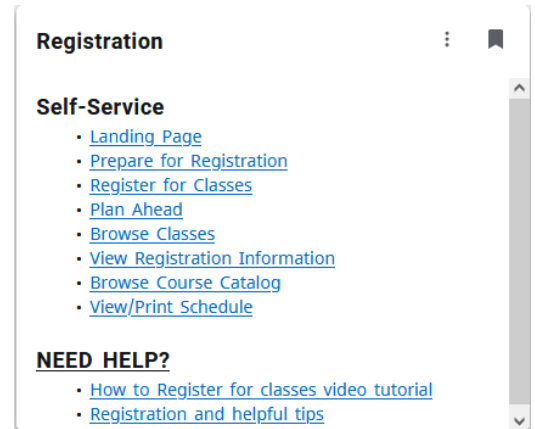 Registration
Self-Service
• Landing Page
• Prepare for Registration
• Register for Classes
• Plan Ahead
• Browse Classes
• View Registration Information
• Browse Course Catalog
• View/Print Schedule
NEED HELP?
• How to Register for classes video tutorial
• Registration and helpful tips